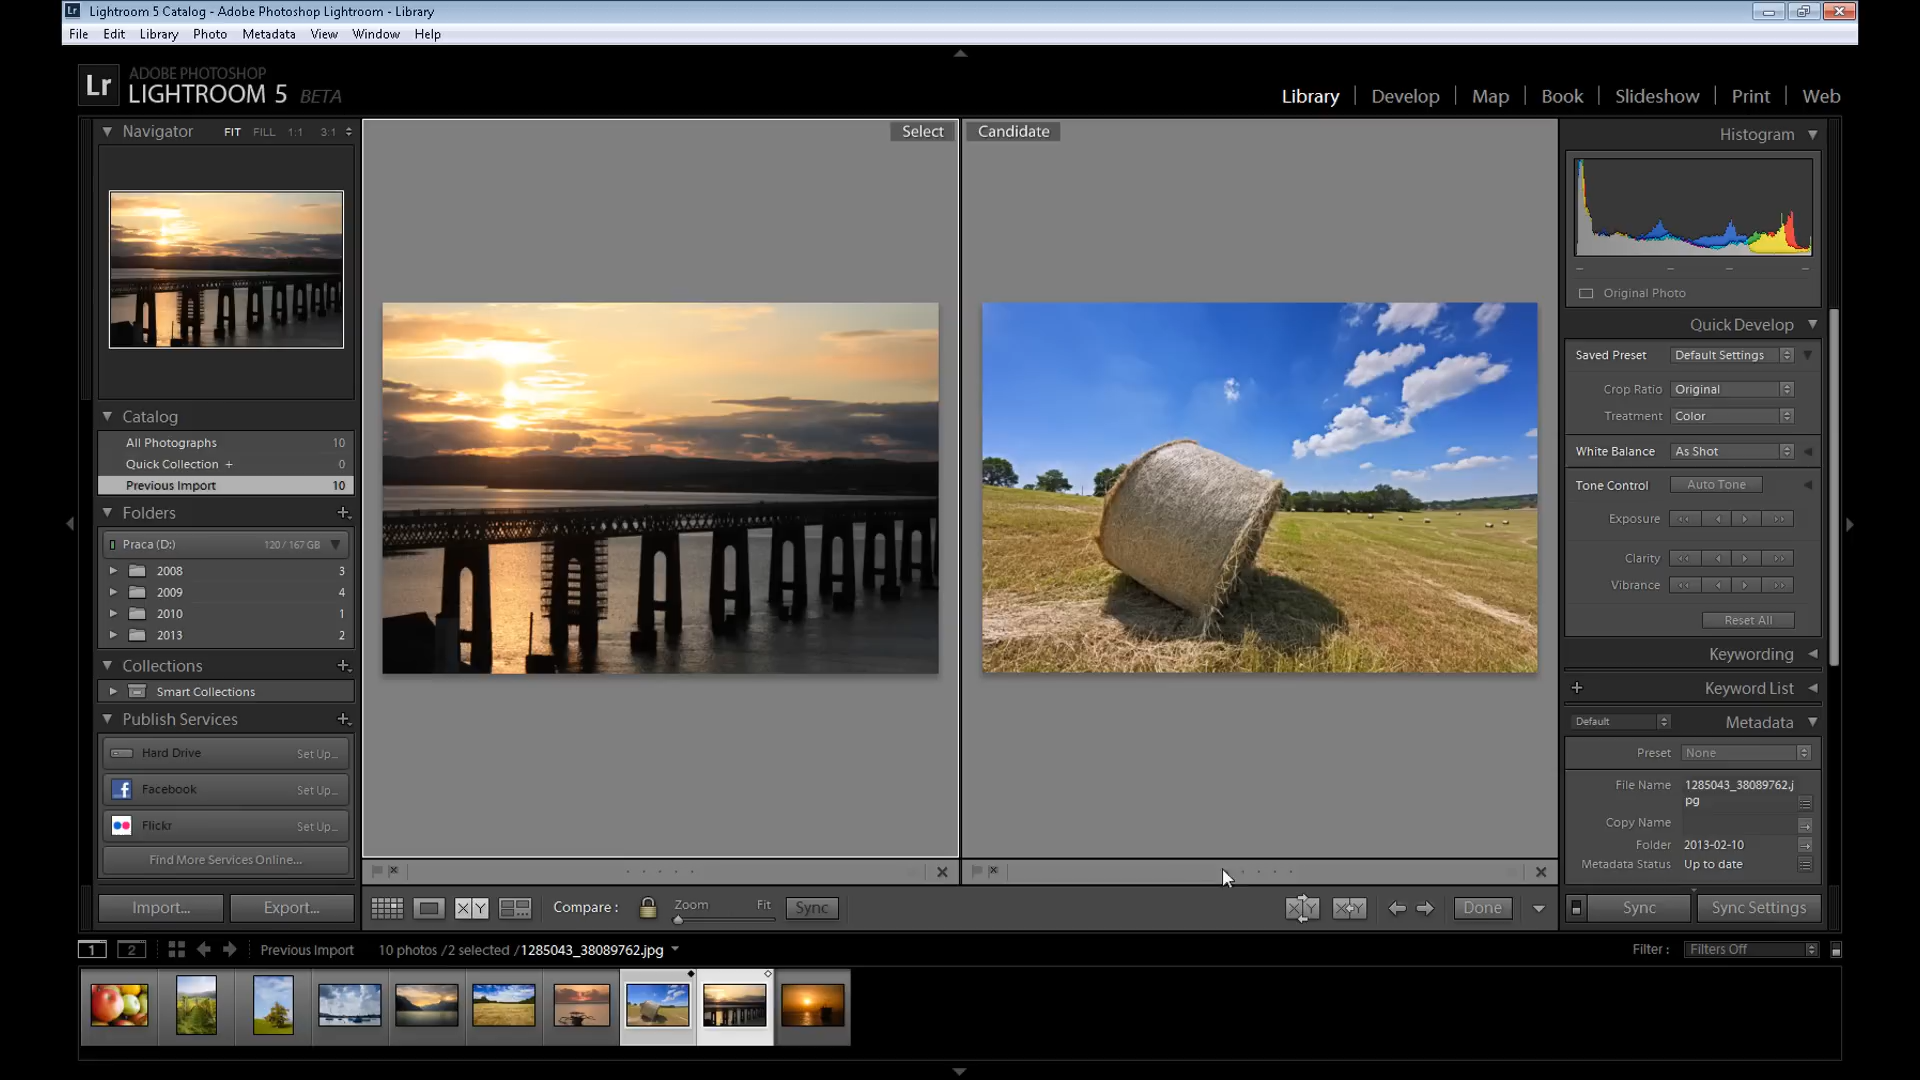 Lr Lightroom 5 Catalog - Adobe Photoshop Lightroom - Library
File Edit Library Photo Metadata View Window Help
Lr ADOBE PHOTOSHOP
LIGHTROOM 5 BETA
Library | Develop | Map | Book | Slideshow | Print | Web
Navigator FIT FILL 1:1 3:1
Select
Candidate
Histogram
Original Photo
Quick Develop
Saved Preset Default Settings
Crop Ratio Original
Treatment Color
White Balance As Shot
Tone Control Auto Tone
Exposure
Clarity
Vibrance
Reset All
Keywording
+ Keyword List
Default Metadata
Preset None
File Name 1285043_38089762.j
pg
Copy Name
Folder 2013-02-10
Metadata Status Up to date
Sync Sync Settings
Catalog
All Photographs 10
Quick Collection + 0
Previous Import 10
Folders +
Praca (D:) 120 / 167 GB
2008 3
2009 4
2010 1
2013 2
Collections +
Smart Collections
Publish Services +
Hard Drive Set Up...
f Facebook Set Up...
Flickr Set Up...
Find More Services Online...
Import... Export...
X Y Compare : Zoom Fit Sync
X Y X Y Done
1 2 Previous Import 10 photos /2 selected /1285043_38089762.jpg
Filter : Filters Off